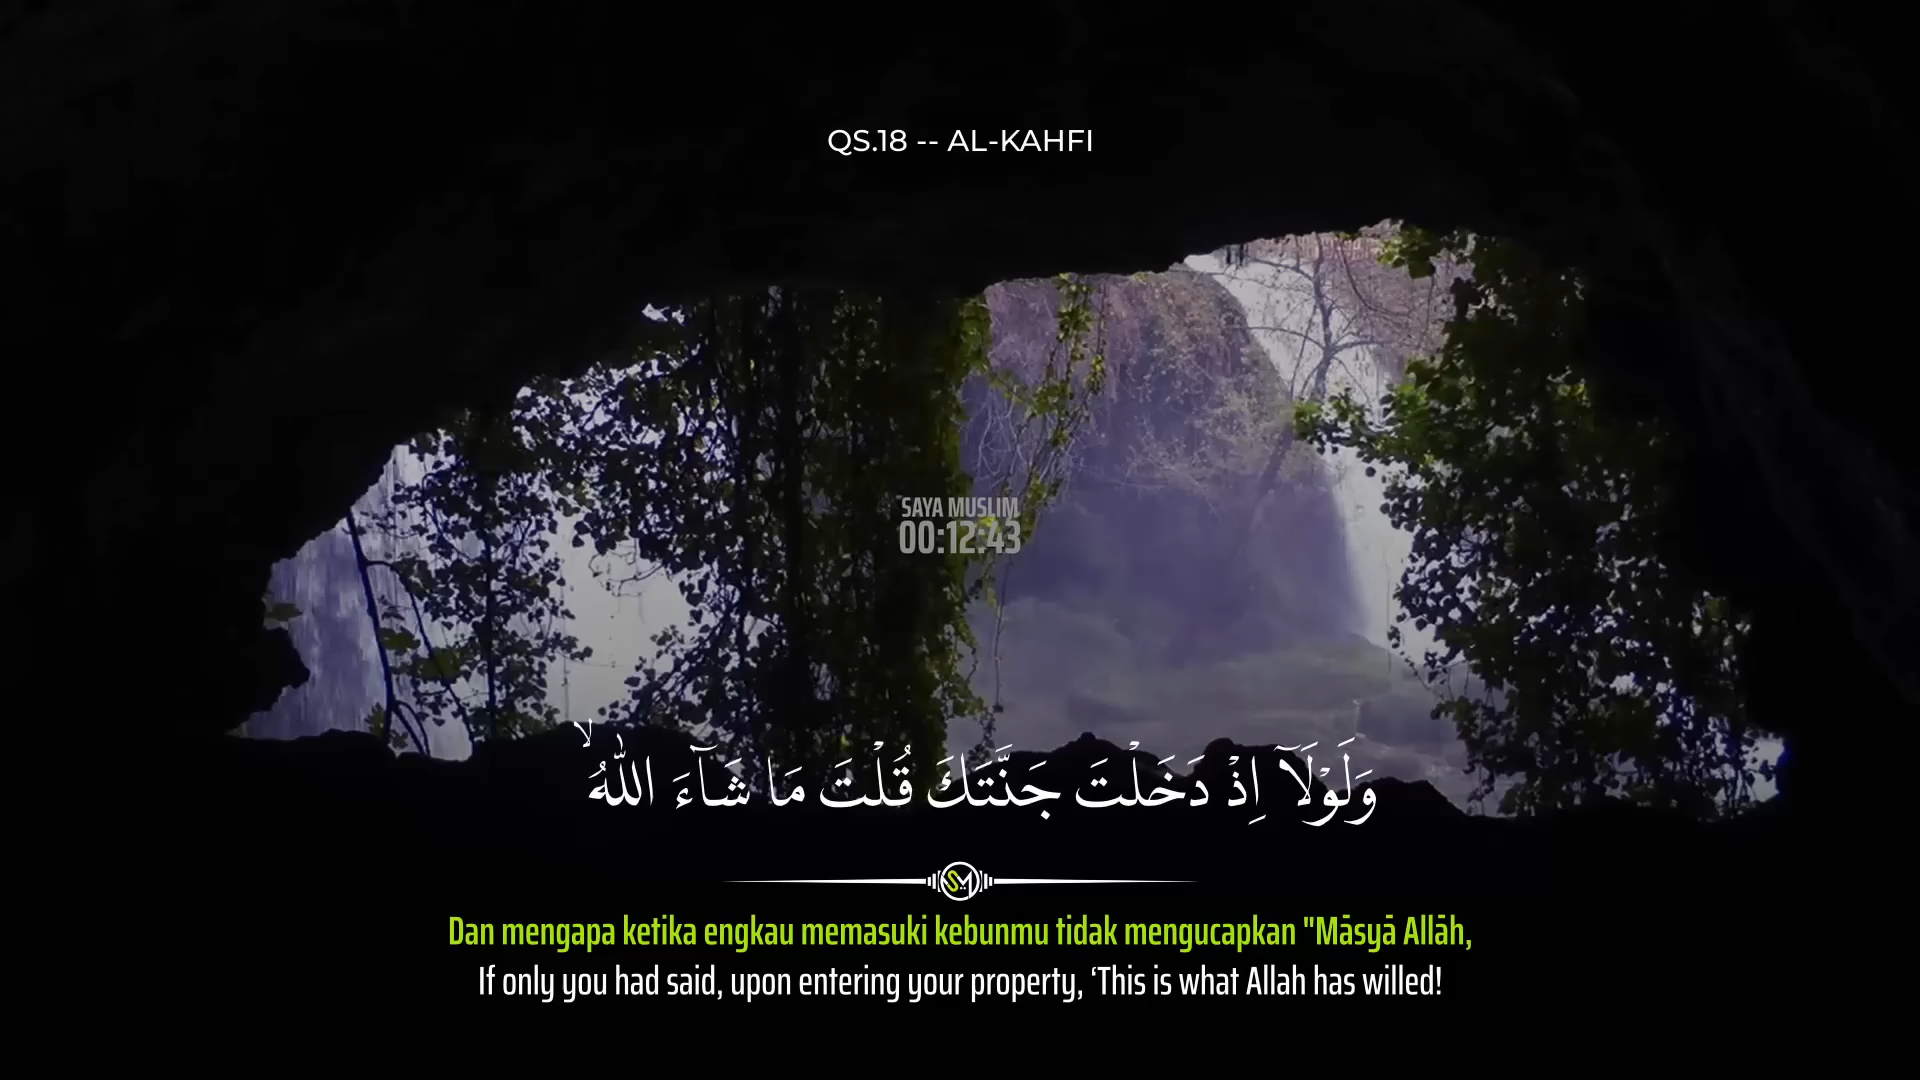 QS.18 -- AL-KAHFI
SAYA MUSLIM
00:12:43
وَلَوْلَآ اِذْ دَخَلْتَ جَنَّتَكَ قُلْتَ مَا شَاۤءَ اللّٰهُ ۙ
SM
Dan mengapa ketika engkau memasuki kebunmu tidak mengucapkan "Māsyā Allāh,
If only you had said, upon entering your property, ‘This is what Allah has willed!